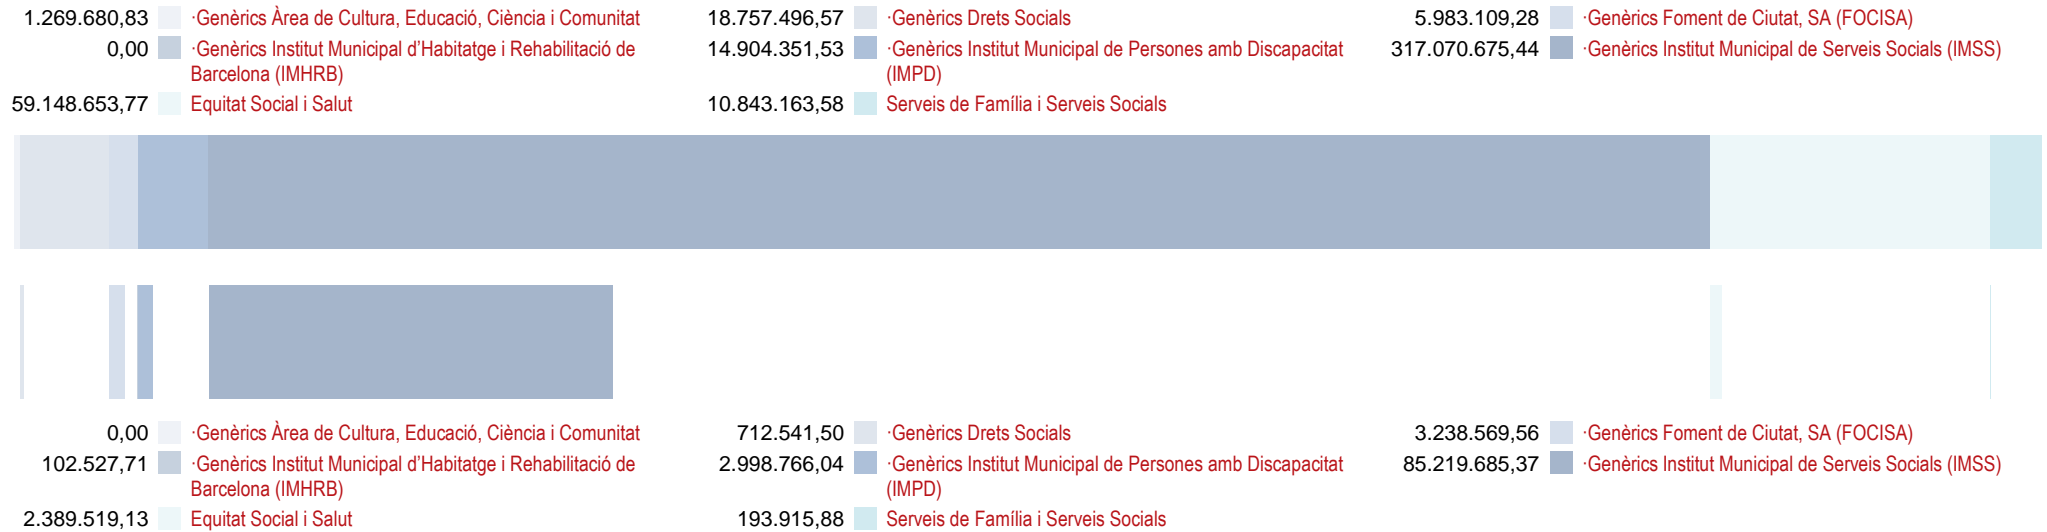 1.269.680,83 ·Genèrics Àrea de Cultura, Educació, Ciència i Comunitat 18.757.496,57 ·Genèrics Drets Socials 5.983.109,28 ·Genèrics Foment de Ciutat, SA (FOCISA)
0,00 ·Genèrics Institut Municipal d’Habitatge i Rehabilitació de 14.904.351,53 ·Genèrics Institut Municipal de Persones amb Discapacitat 317.070.675,44 ·Genèrics Institut Municipal de Serveis Socials (IMSS)
Barcelona (IMHRB) (IMPD)
59.148.653,77 Equitat Social i Salut 10.843.163,58 Serveis de Família i Serveis Socials
0,00 ·Genèrics Àrea de Cultura, Educació, Ciència i Comunitat 712.541,50 ·Genèrics Drets Socials 3.238.569,56 ·Genèrics Foment de Ciutat, SA (FOCISA)
102.527,71 ·Genèrics Institut Municipal d’Habitatge i Rehabilitació de 2.998.766,04 ·Genèrics Institut Municipal de Persones amb Discapacitat 85.219.685,37 ·Genèrics Institut Municipal de Serveis Socials (IMSS)
Barcelona (IMHRB) (IMPD)
2.389.519,13 Equitat Social i Salut 193.915,88 Serveis de Família i Serveis Socials